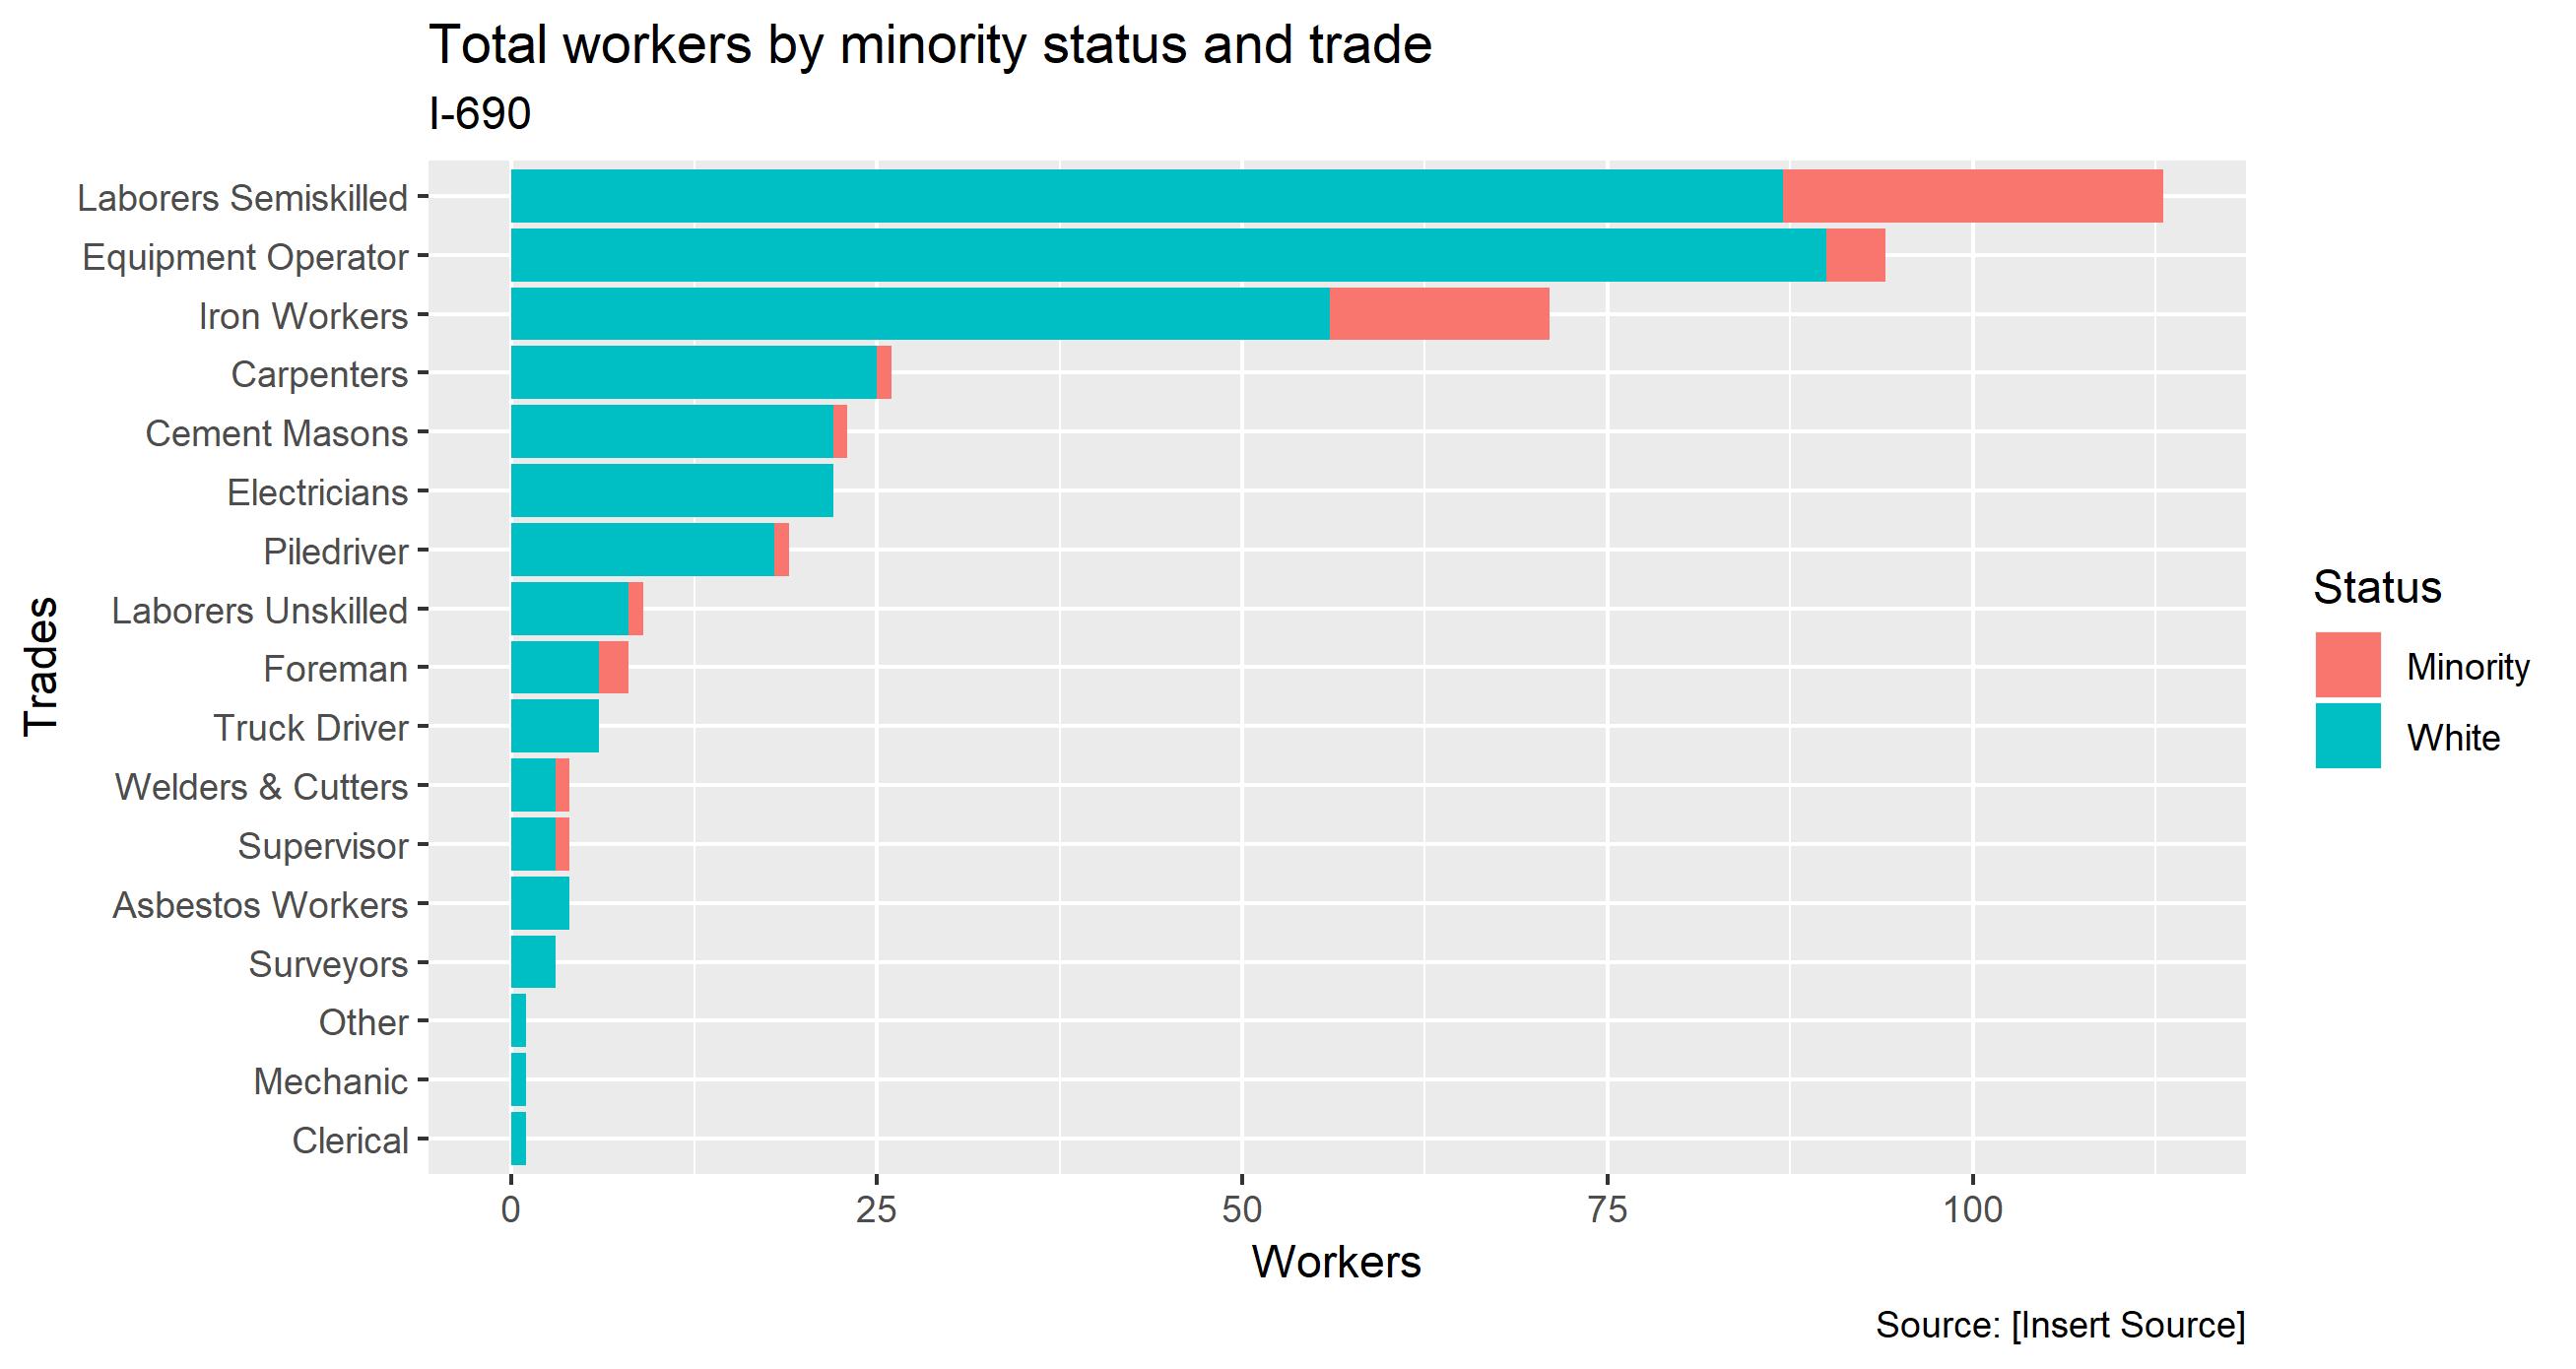 Total workers by minority status and trade
I-690
Laborers Semiskilled
Equipment Operator
Iron Workers
Carpenters
Cement Masons
Electricians
Piledriver
Laborers Unskilled
Foreman
Truck Driver
Welders & Cutters
Supervisor
Asbestos Workers
Surveyors
Other
Mechanic
Clerical
Trades
0 25 50 75 100
Workers
Status
Minority
White
Source: [Insert Source]